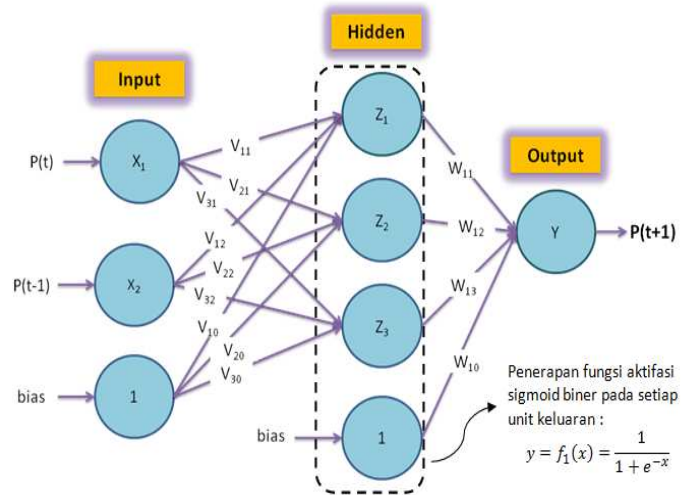 Hidden
Input
Output
P(t)
X1
V11
V21
V31
Z1
W11
P(t-1)
X2
V12
V22
V32
Z2
W12
Y
P(t+1)
bias
1
V10
V20
V30
Z3
W13
W10
bias
1
Penerapan fungsi aktifasi
sigmoid biner pada setiap
unit keluaran :
y = f₁(x) = 1 / (1 + e⁻ˣ)